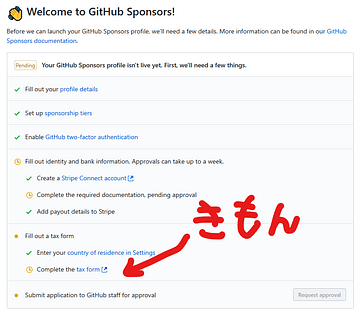 Welcome to GitHub Sponsors!
Before we can launch your GitHub Sponsors profile, we'll need a few details. More information can be found in our GitHub
Sponsors documentation.
Pending Your GitHub Sponsors profile isn't live yet. First, we'll need a few things.
Fill out your profile details
Set up sponsorship tiers
Enable GitHub two-factor authentication
Fill out identity and bank information. Approvals can take up to a week.
Create a Stripe Connect account
Complete the required documentation, pending approval
Add payout details to Stripe
きもん
Fill out a tax form
Enter your country of residence in Settings
Complete the tax form
Submit application to GitHub staff for approval
Request approval